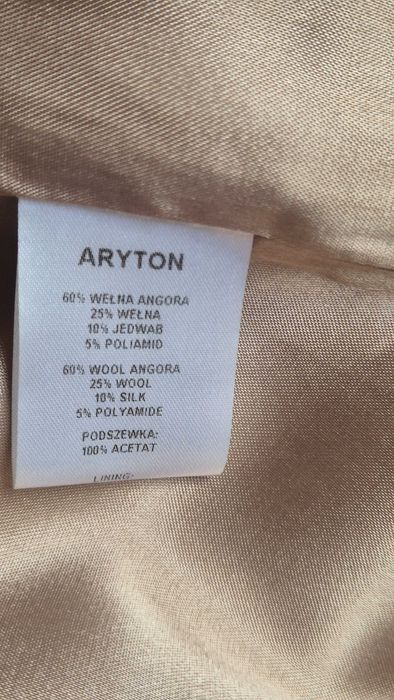 ARYTON
60% WEŁNA ANGORA
25% WEŁNA
10% JEDWAB
5% POLIAMID
60% WOOL ANGORA
25% WOOL
10% SILK
5% POLYAMIDE
PODSZEWKA:
100% ACETAT
LINING: